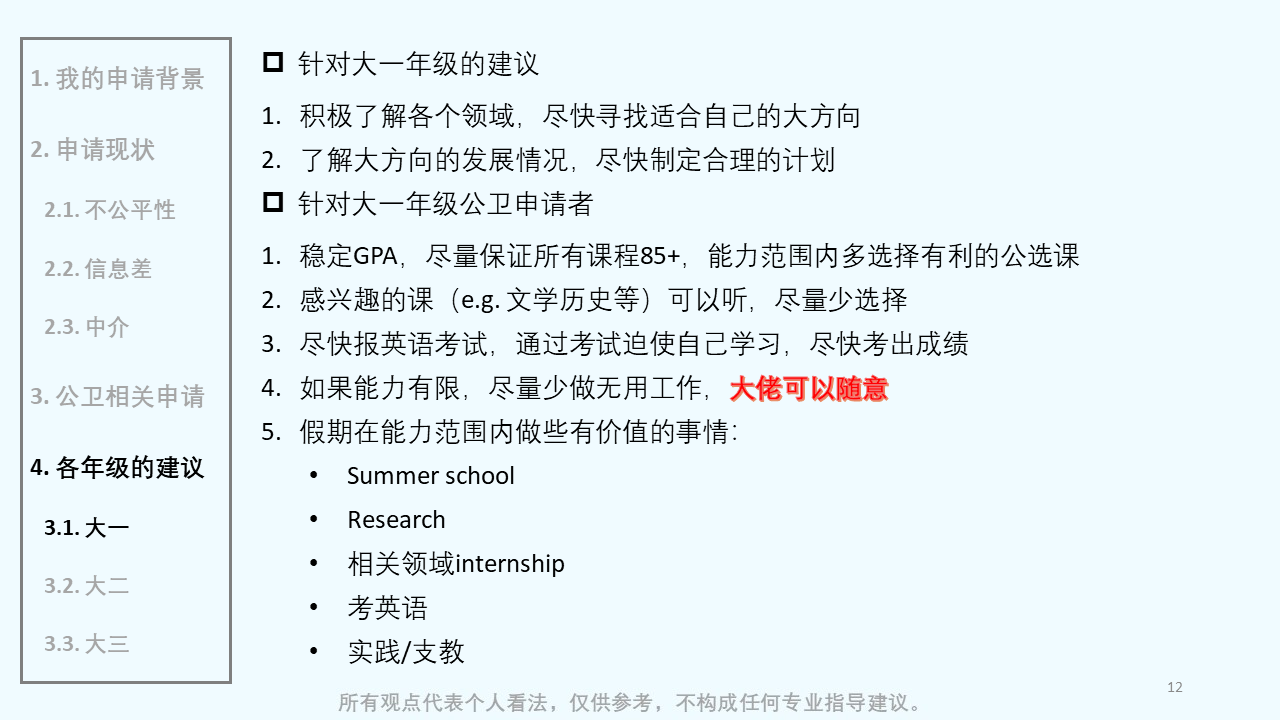 1. 我的申请背景
2. 申请现状
2.1. 不公平性
2.2. 信息差
2.3. 中介
3. 公卫相关申请
4. 各年级的建议
3.1. 大一
3.2. 大二
3.3. 大三
针对大一年级的建议
1. 积极了解各个领域，尽快寻找适合自己的大方向
2. 了解大方向的发展情况，尽快制定合理的计划
针对大一年级公卫申请者
1. 稳定GPA，尽量保证所有课程85+，能力范围内多选择有利的公选课
2. 感兴趣的课（e.g. 文学历史等）可以听，尽量少选择
3. 尽快报英语考试，通过考试迫使自己学习，尽快考出成绩
4. 如果能力有限，尽量少做无用工作，大佬可以随意
5. 假期在能力范围内做些有价值的事情：
• Summer school
• Research
• 相关领域internship
• 考英语
• 实践/支教
所有观点代表个人看法，仅供参考，不构成任何专业指导建议。
12